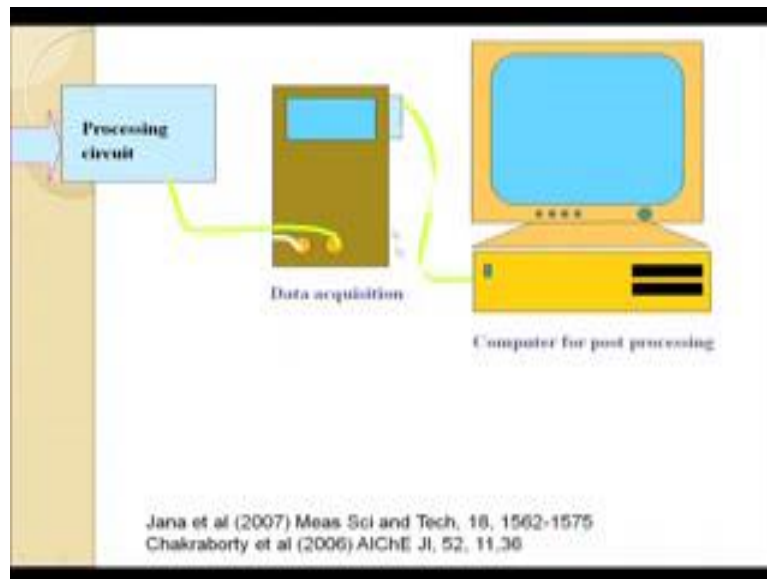 Processing
circuit
Data acquisition
Computer for post processing
Jana et al (2007) Meas Sci and Tech, 18, 1562-1575
Chakraborty et al (2006) AIChE Jl, 52, 11,36